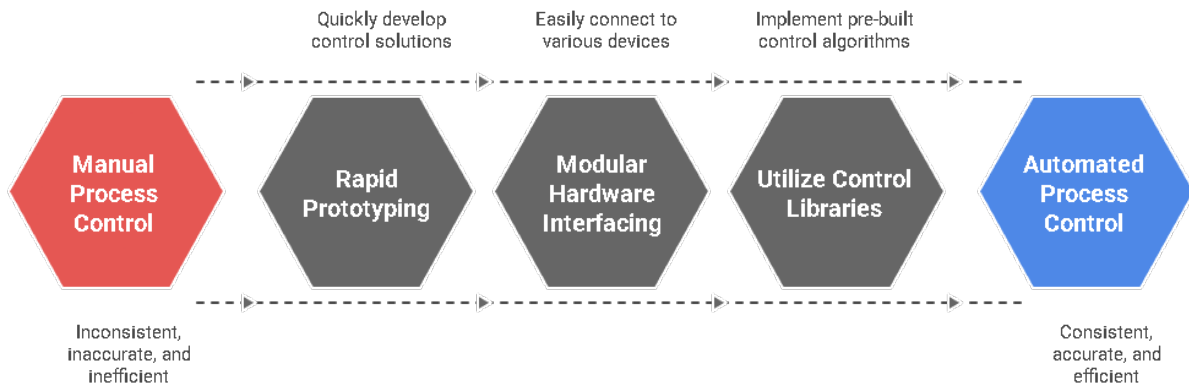 Quickly develop
control solutions
Easily connect to
various devices
Implement pre-built
control algorithms
Manual
Process
Control
Rapid
Prototyping
Modular
Hardware
Interfacing
Utilize Control
Libraries
Automated
Process
Control
Inconsistent,
inaccurate, and
inefficient
Consistent,
accurate, and
efficient